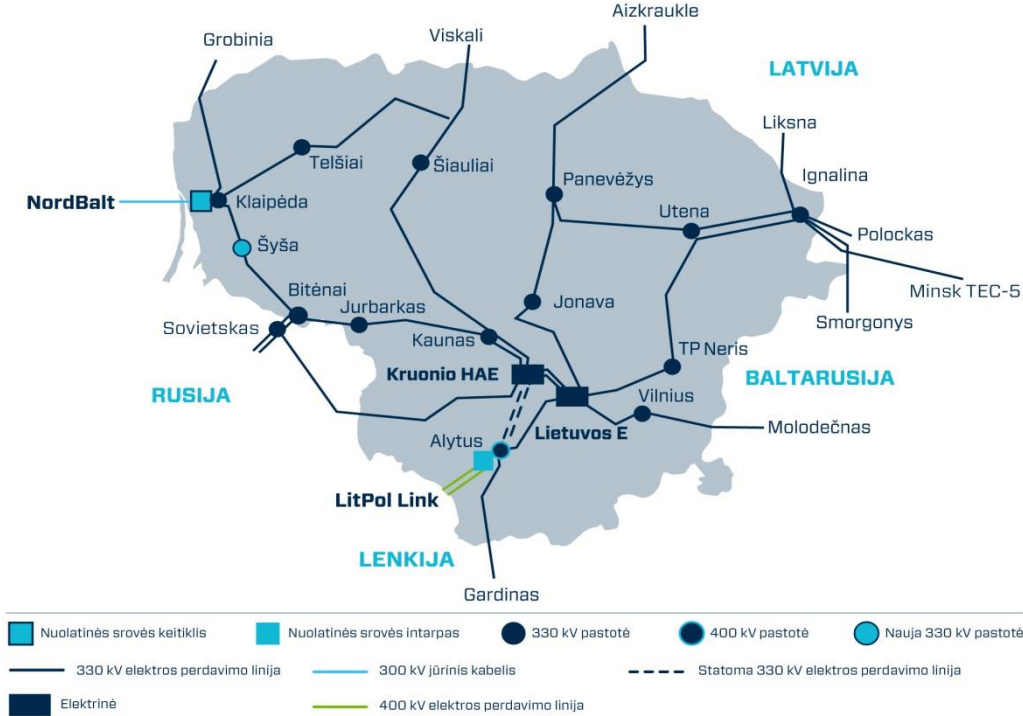 Aizkraukle
Grobinia
Viskali
LATVIJA
Liksna
Ignalina
Telšiai
Šiauliai
Panevėžys
NordBalt
Klaipėda
Utena
Polockas
Šyša
Minsk TEC-5
Bitėnai
Jurbarkas
Jonava
Smorgonys
Sovietskas
Kaunas
TP Neris
Kruonio HAE
BALTARUSIJA
RUSIJA
Vilnius
Molodečnas
Alytus
Lietuvos E
LitPol Link
LENKIJA
Gardinas
Nuolatinės srovės keitiklis
Nuolatinės srovės intarpas
330 kV pastotė
400 kV pastotė
Nauja 330 kV pastotė
330 kV elektros perdavimo linija
300 kV jūrinis kabelis
Statoma 330 kV elektros perdavimo linija
Elektrinė
400 kV elektros perdavimo linija